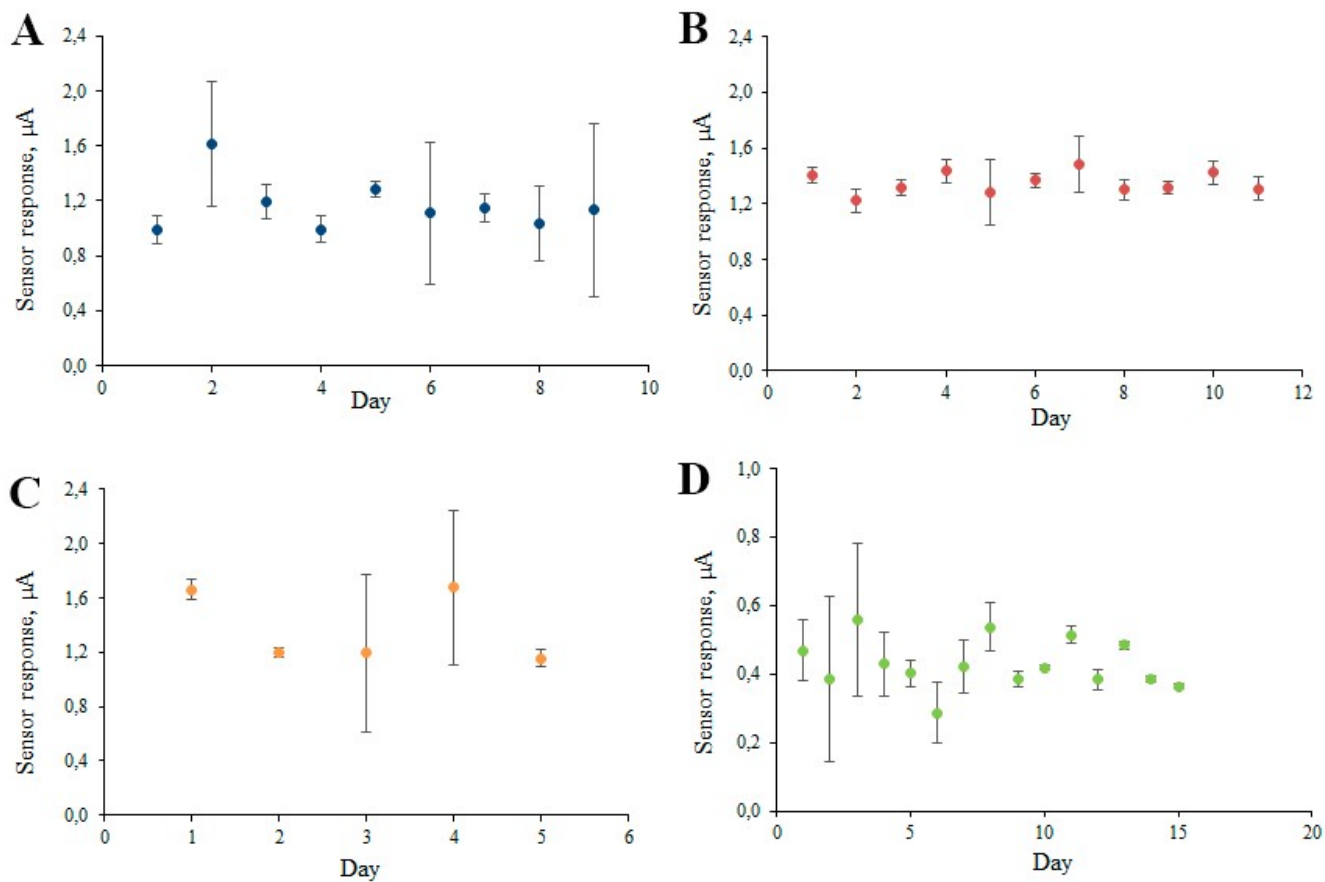 A
Sensor response, µA
2,4
2,0
1,6
1,2
0,8
0,4
0,0
0 2 4 6 8 10
Day
B
Sensor response, µA
2,4
2,0
1,6
1,2
0,8
0,4
0,0
0 2 4 6 8 10 12
Day
C
Sensor response, µA
2,4
2,0
1,6
1,2
0,8
0,4
0,0
0 1 2 3 4 5 6
Day
D
Sensor response, µA
1,0
0,8
0,6
0,4
0,2
0,0
0 5 10 15 20
Day